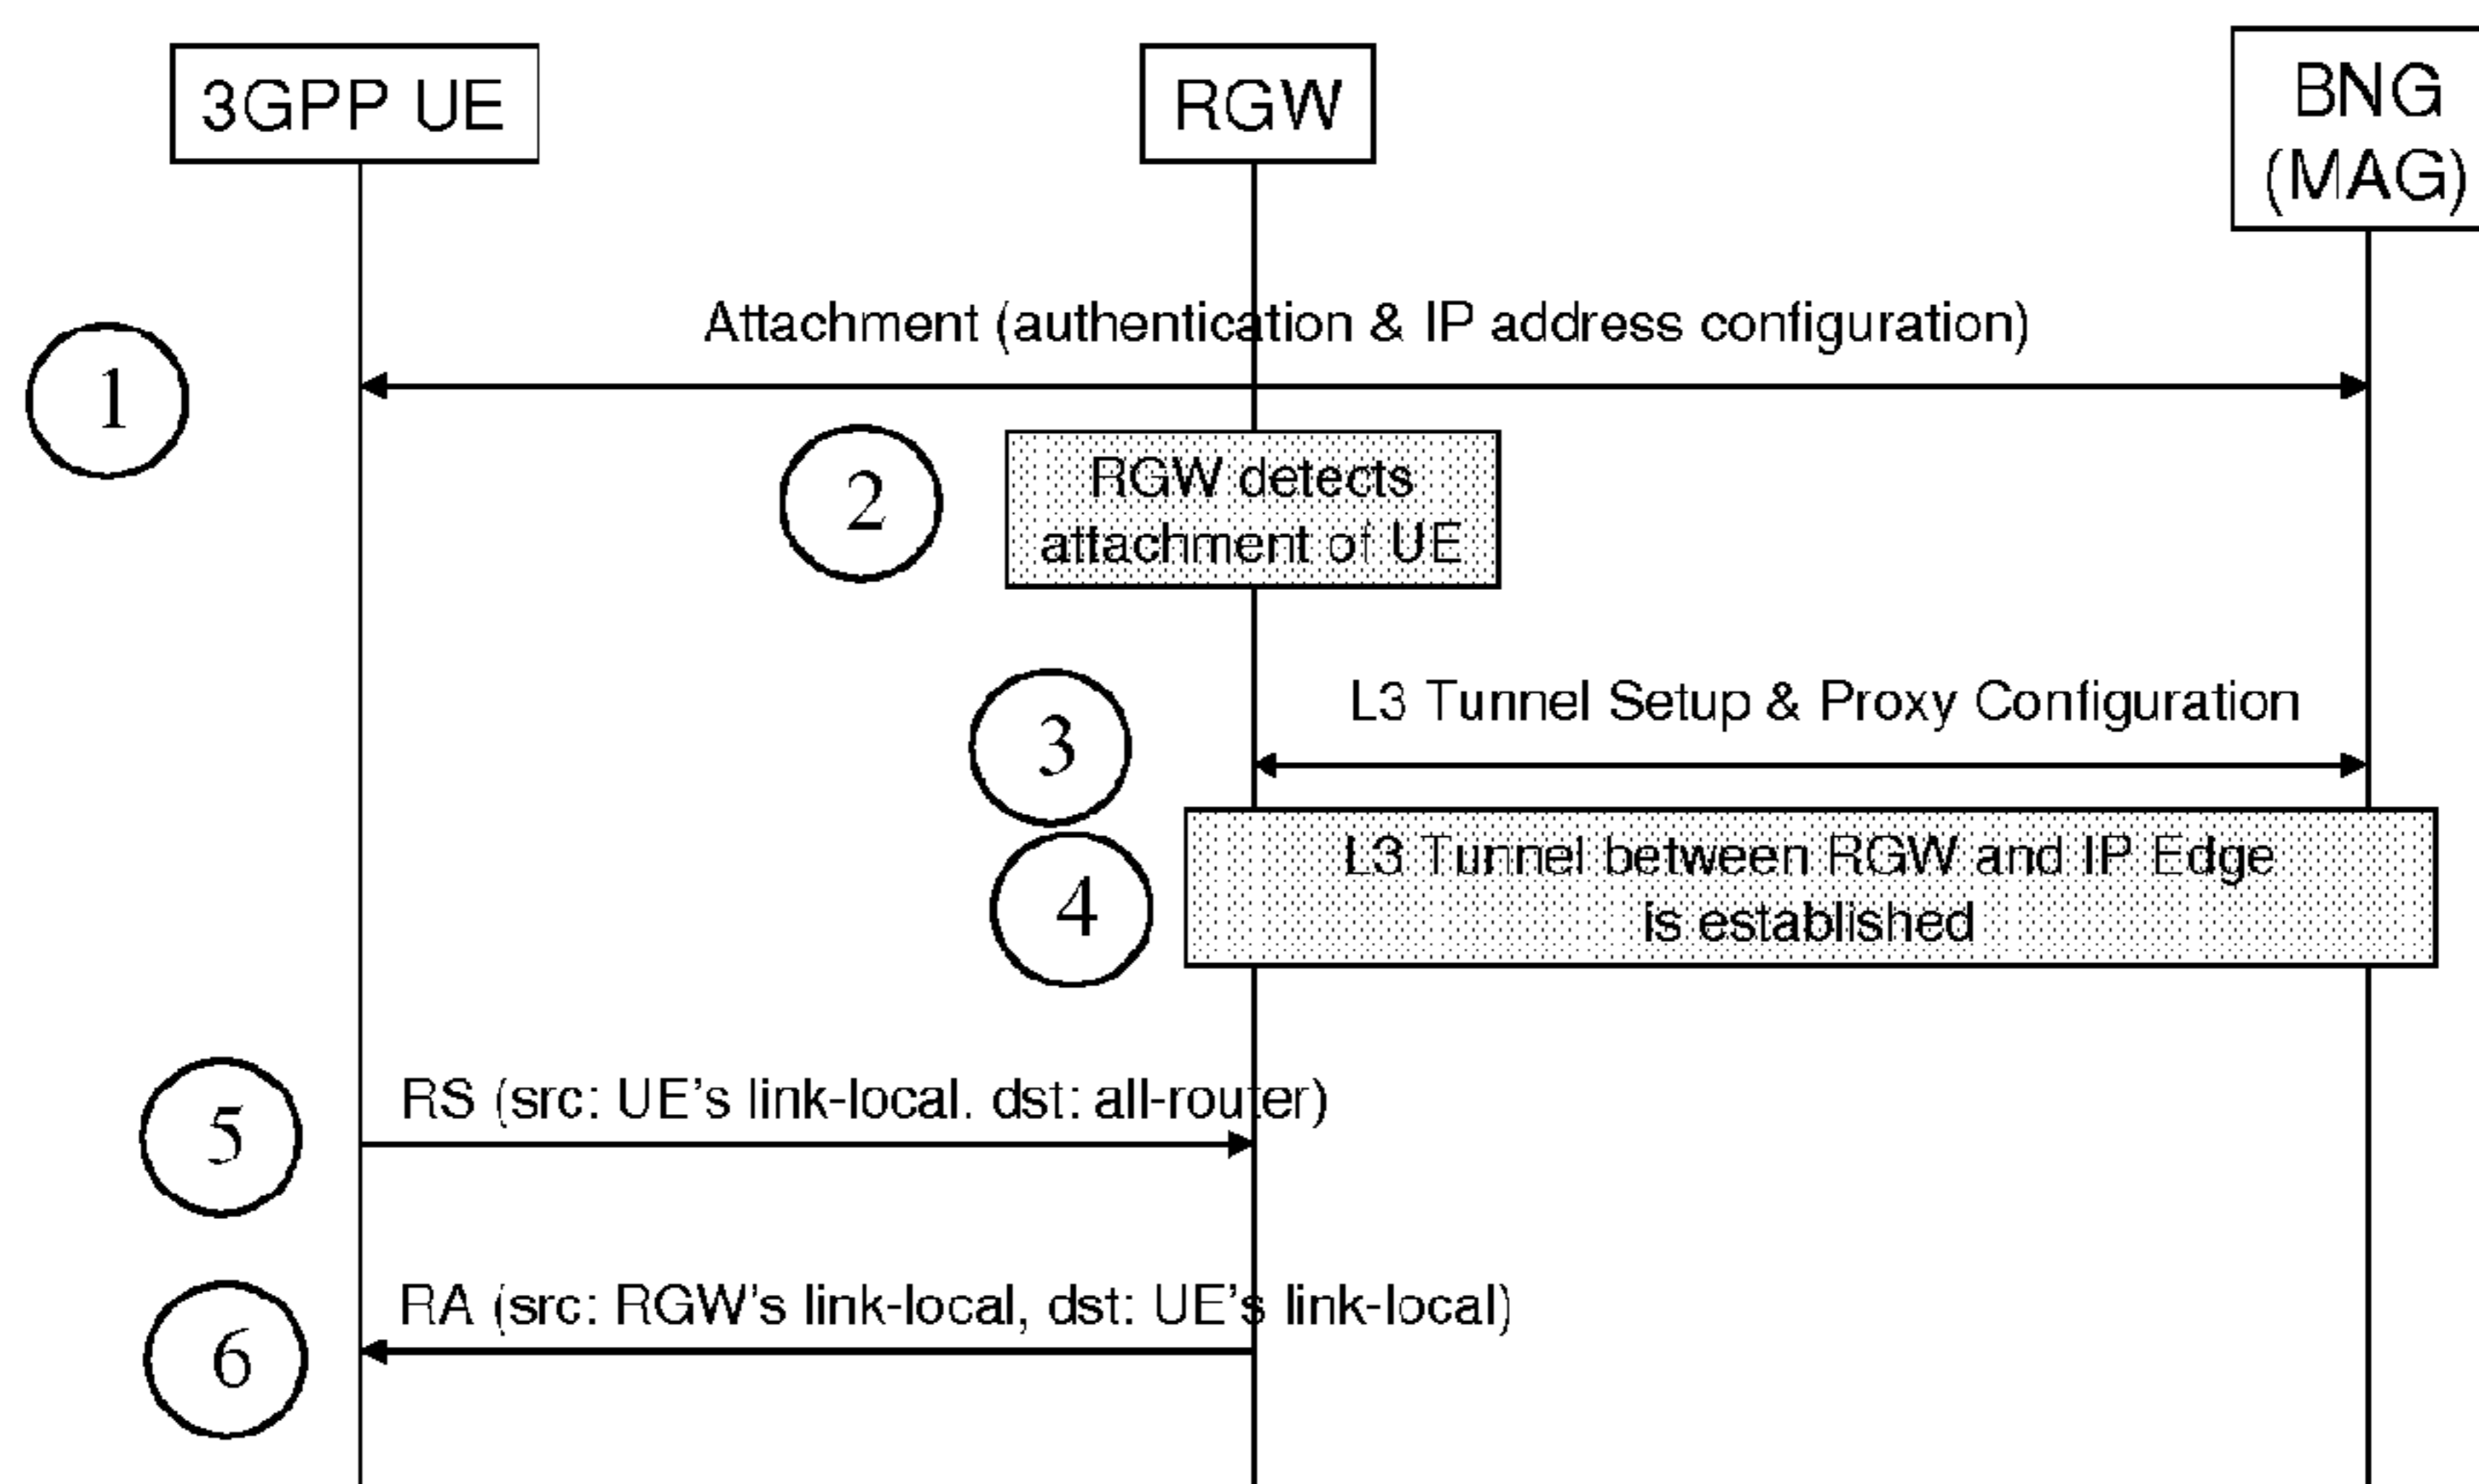 3GPP UE
RGW
BNG
(MAG)
Attachment (authentication & IP address configuration)
1
2
RGW detects
attachment of UE
3
L3 Tunnel Setup & Proxy Configuration
4
L3 Tunnel between RGW and IP Edge
is established
5
RS (src: UE's link-local. dst: all-router)
6
RA (src: RGW's link-local, dst: UE's link-local)